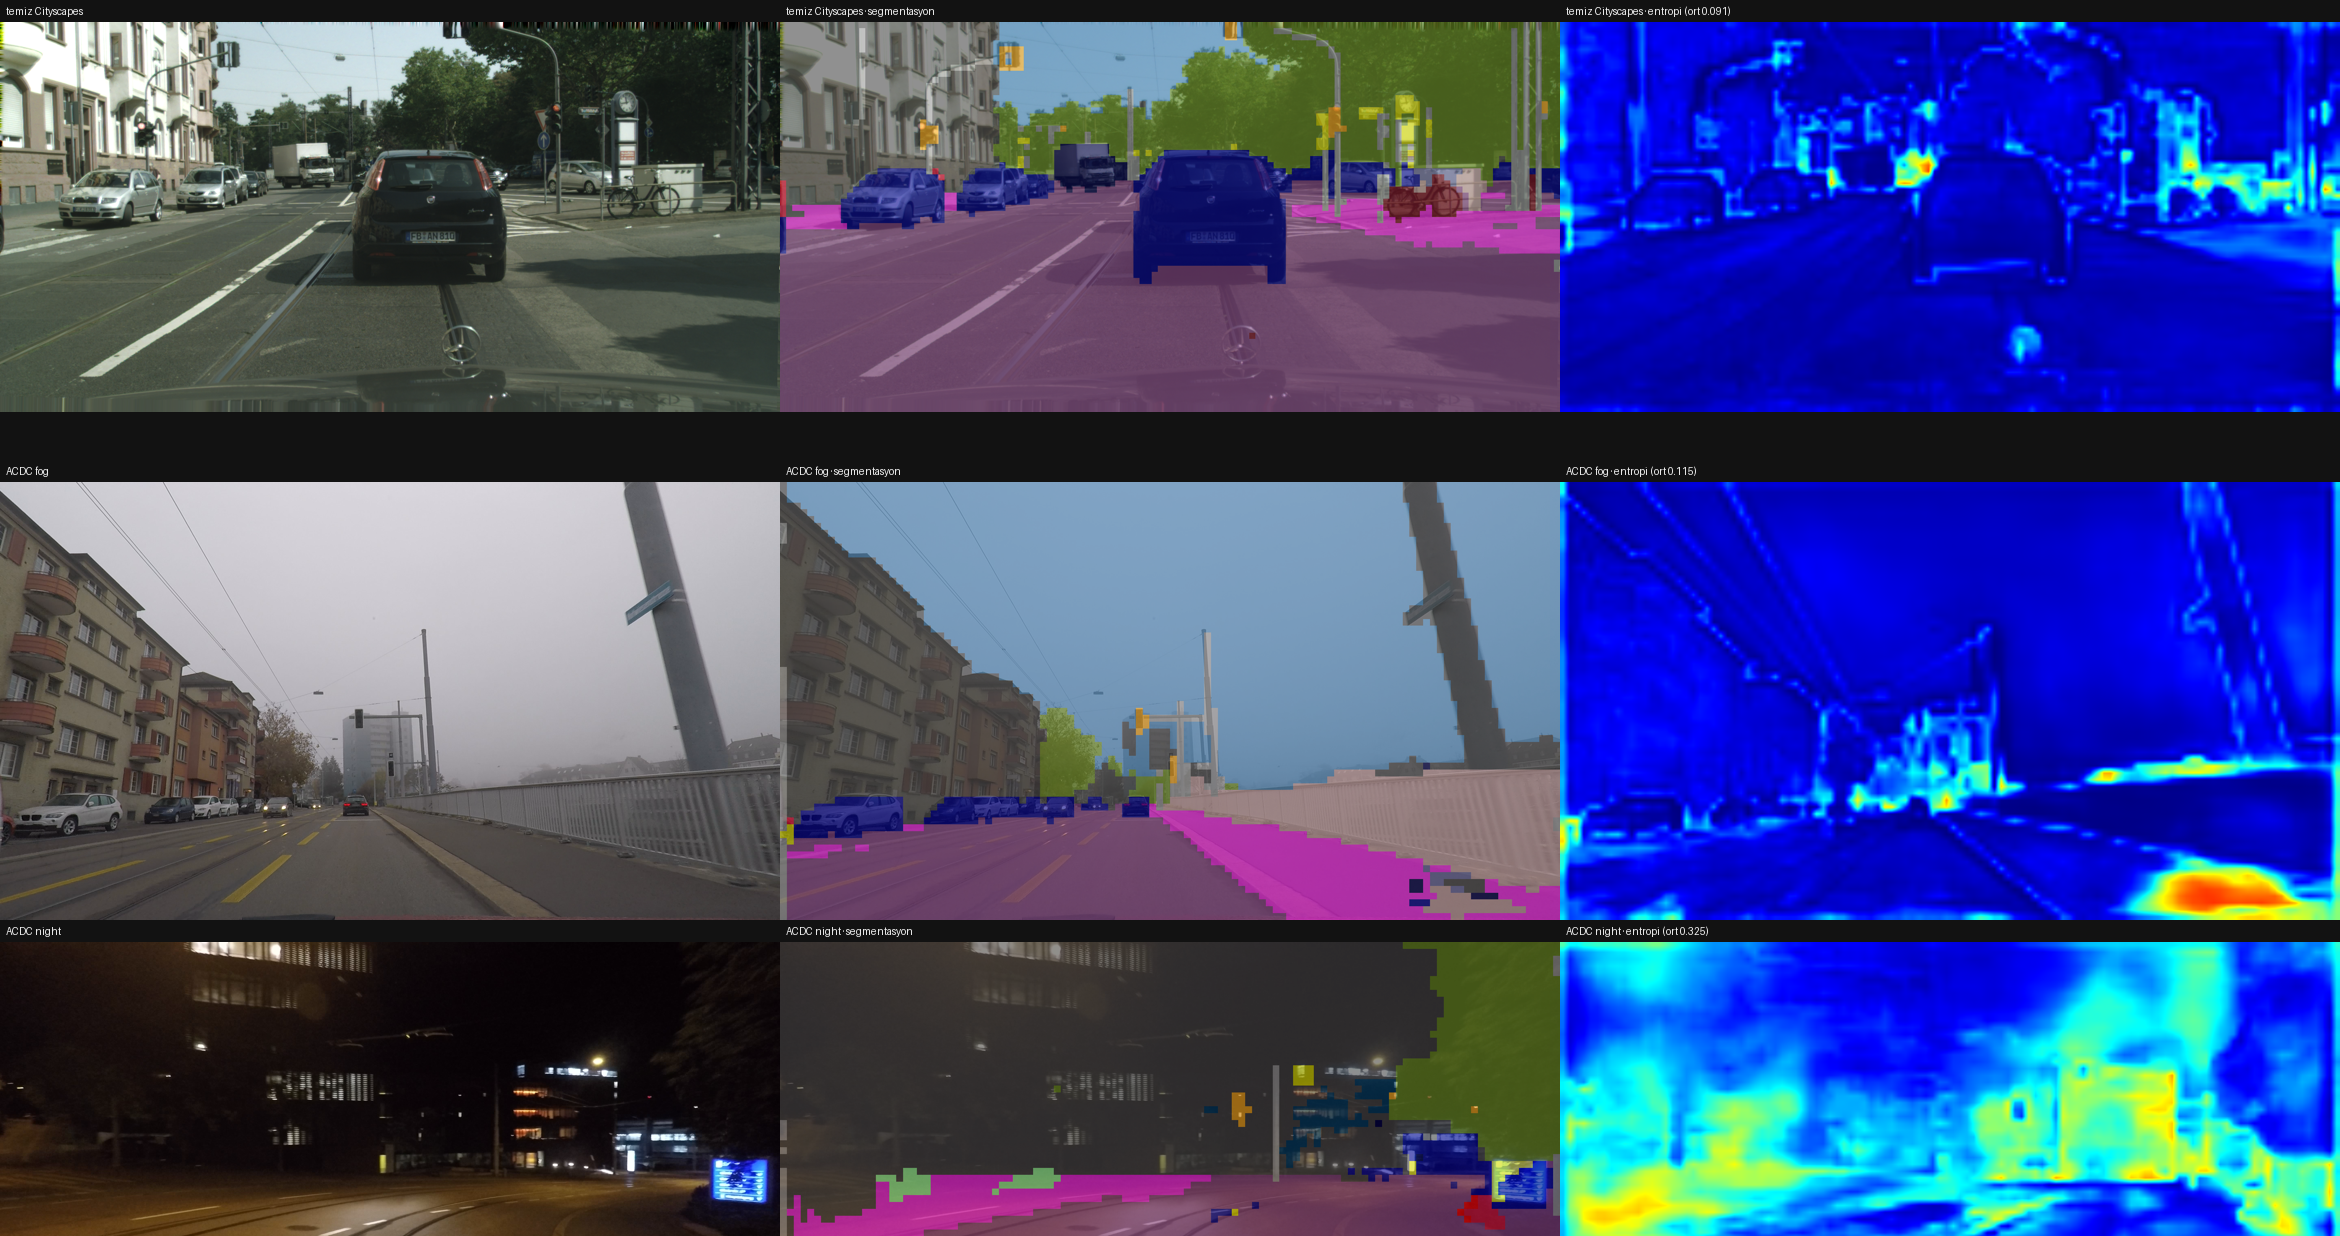 temiz Cityscapes
temiz Cityscapes · segmentasyon
temiz Cityscapes · entropi (ort 0.091)
ACDC fog
ACDC fog · segmentasyon
ACDC fog · entropi (ort 0.115)
ACDC night
ACDC night · segmentasyon
ACDC night · entropi (ort 0.325)